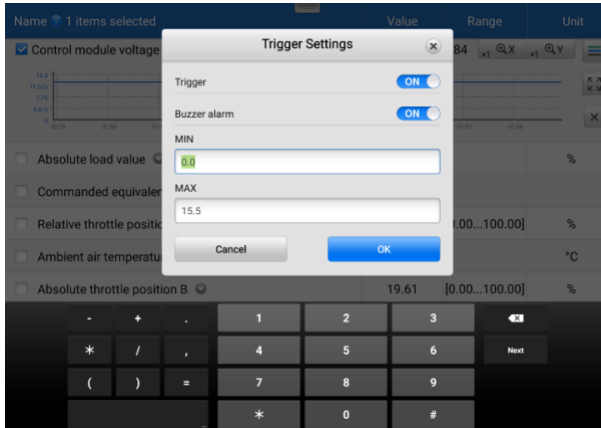 Name 1 items selected Value Range Unit
Control module voltage 84 x1 X x1 Y
Trigger Settings
Trigger ON
Buzzer alarm ON
MIN
0.0
MAX
15.5
Cancel OK
Absolute load value %
Commanded equivaler
Relative throttle positio .00...100.00] %
Ambient air temperatu °C
Absolute throttle position B 19.61 [0.00...100.00] %
- + . 1 2 3
* / , 4 5 6 Next
( ) = 7 8 9
* 0 #